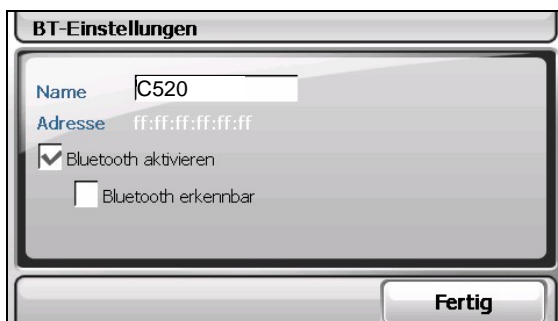 BT-Einstellungen
Name C520
Adresse ff:ff:ff:ff:ff:ff
Bluetooth aktivieren
Bluetooth erkennbar
Fertig